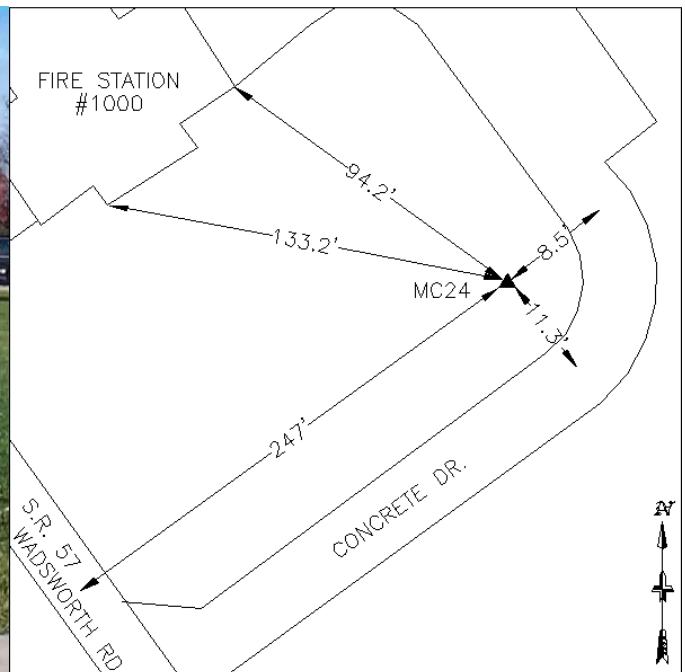 FIRE STATION
#1000
94.2'
133.2'
8.5'
MC24
11.3'
247'
S.R. 57
WADSWORTH RD
CONCRETE DR.
N